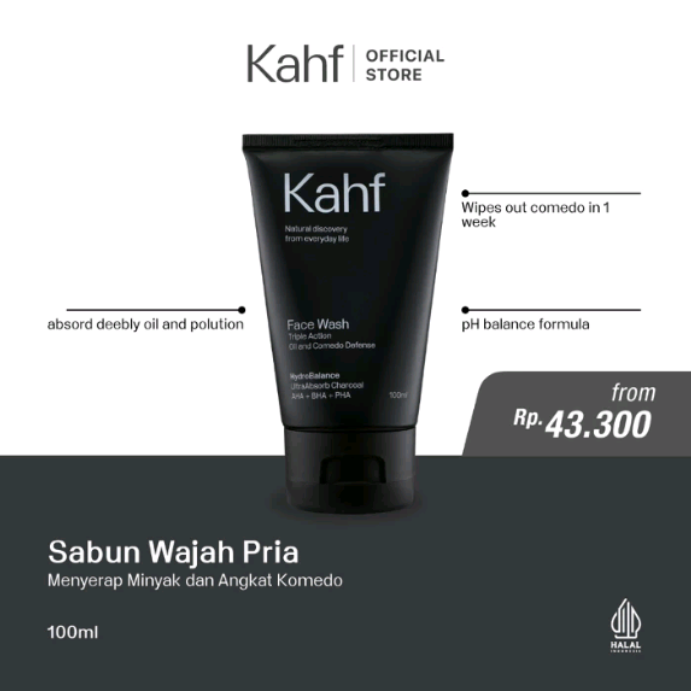 Kahf
OFFICIAL
STORE
Kahf
Natural discovery
from everyday life
Wipes out comedo in 1
week
absord deebly oil and polution
pH balance formula
Face Wash
Triple Action
Oil and Comedo Defense
HydroBalance
UltraAbsorb Charcoal
AHA + BHA + PHA
100ml
from
Rp. 43.300
Sabun Wajah Pria
Menyerap Minyak dan Angkat Komedo
100ml
HALAL
INDONESIA